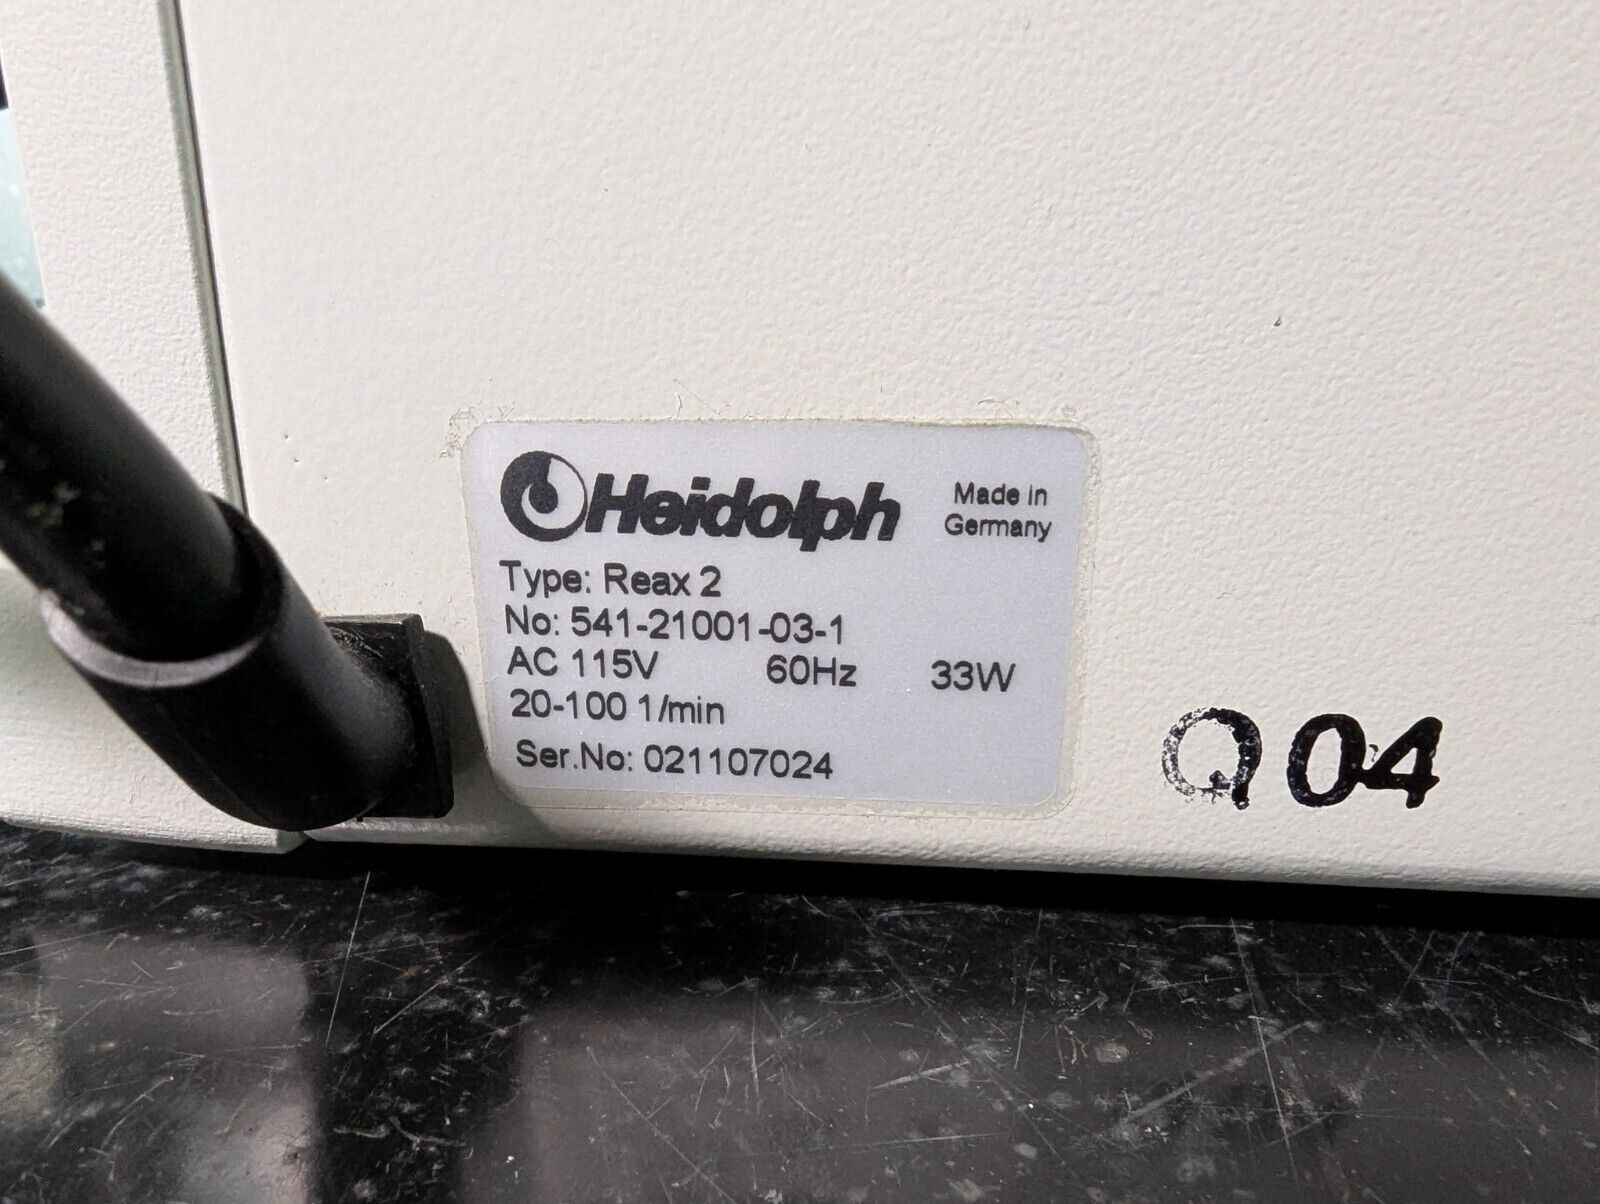 Heidolph
Made in
Germany
Type: Reax 2
No: 541-21001-03-1
AC 115V 60Hz 33W
20-100 1/min
Ser.No: 021107024
Q04